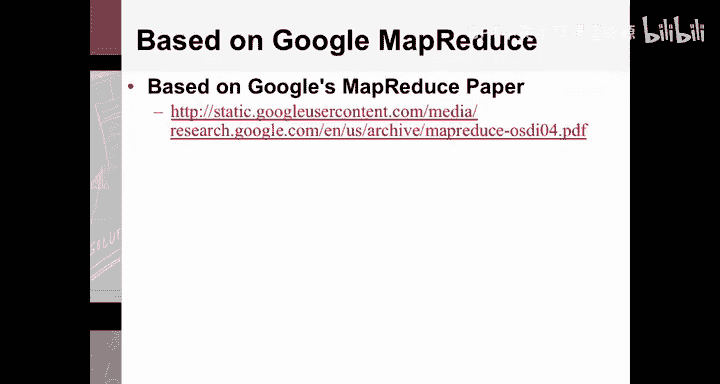 Based on Google MapReduce
bilibili
• Based on Google's MapReduce Paper
– http://static.googleusercontent.com/media/
research.google.com/en/us/archive/mapreduce-osdi04.pdf